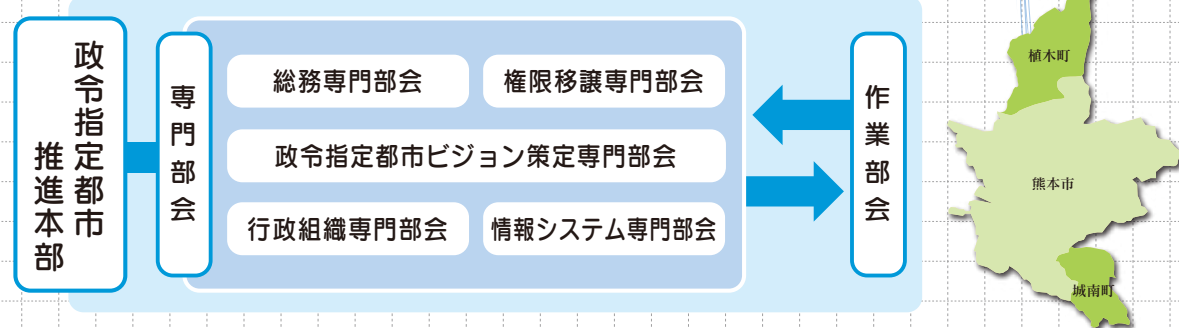 政令指定都市
推進本部
専門部会
総務専門部会
権限移譲専門部会
政令指定都市ビジョン策定専門部会
行政組織専門部会
情報システム専門部会
作業部会
植木町
熊本市
城南町